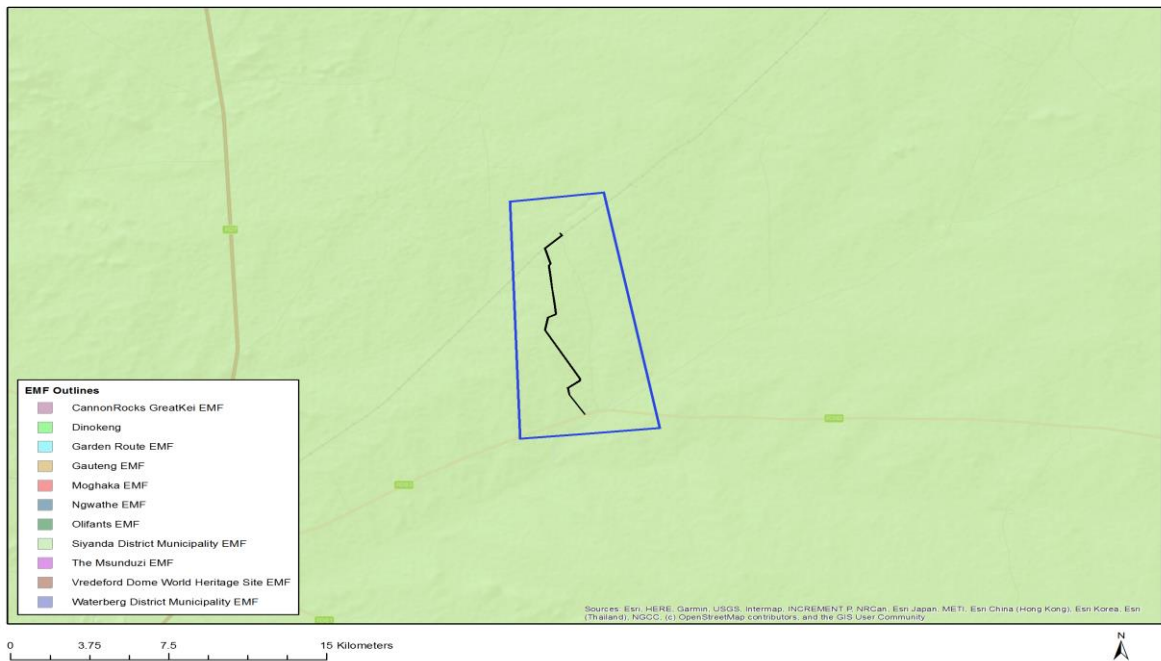 EMF Outlines
CannonRocks GreatKei EMF
Dinokeng
Garden Route EMF
Gauteng EMF
Moghaka EMF
Ngwathe EMF
Olifants EMF
Siyanda District Municipality EMF
The Msunduzi EMF
Vredeford Dome World Heritage Site EMF
Waterberg District Municipality EMF
Sources: Esri, HERE, Garmin, USGS, Intermap, INCREMENT P, NRCan, Esri Japan, METI, Esri China (Hong Kong), Esri Korea, Esri
(Thailand), NGCC, (c) OpenStreetMap contributors, and the GIS User Community
0 3.75 7.5 15 Kilometers
N